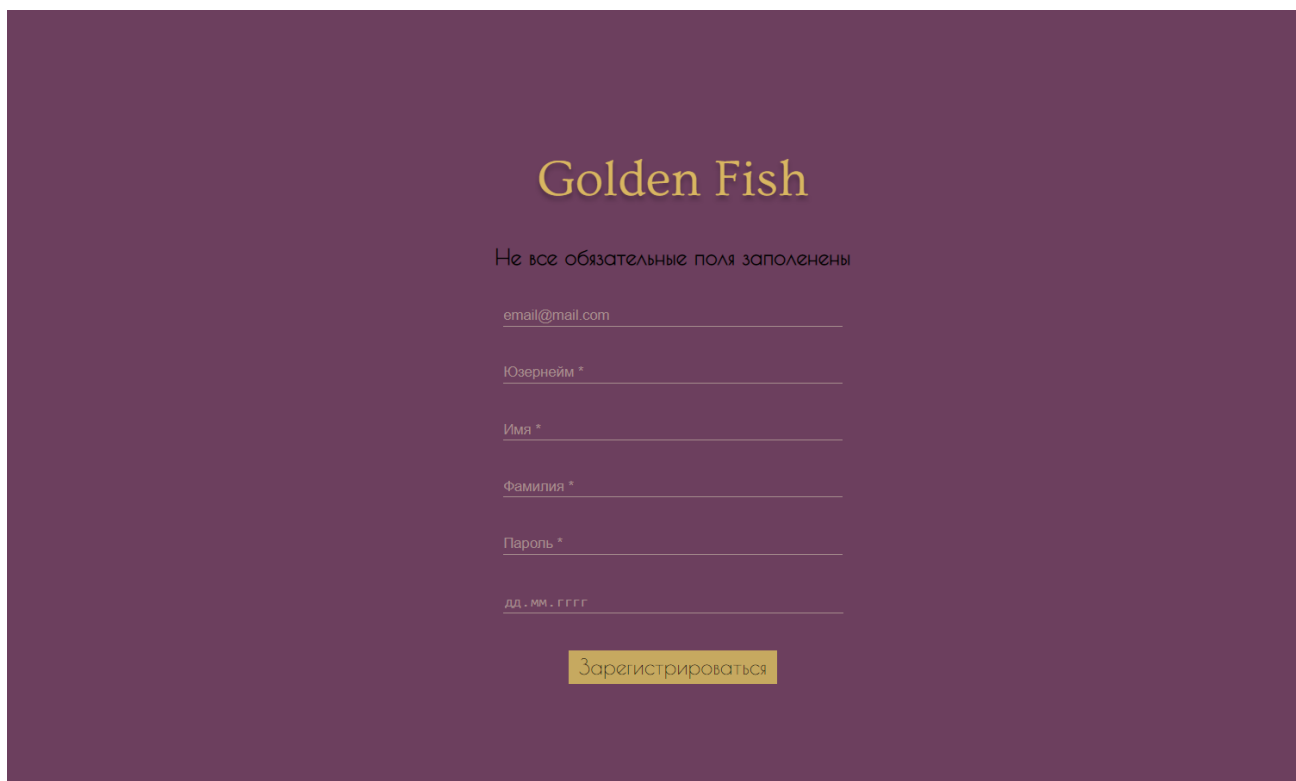 Golden Fish
Не все обязательные поля заполенены
email@mail.com
Юзернейм *
Имя *
Фамилия *
Пароль *
дд.мм.гггг
Зарегистрироваться